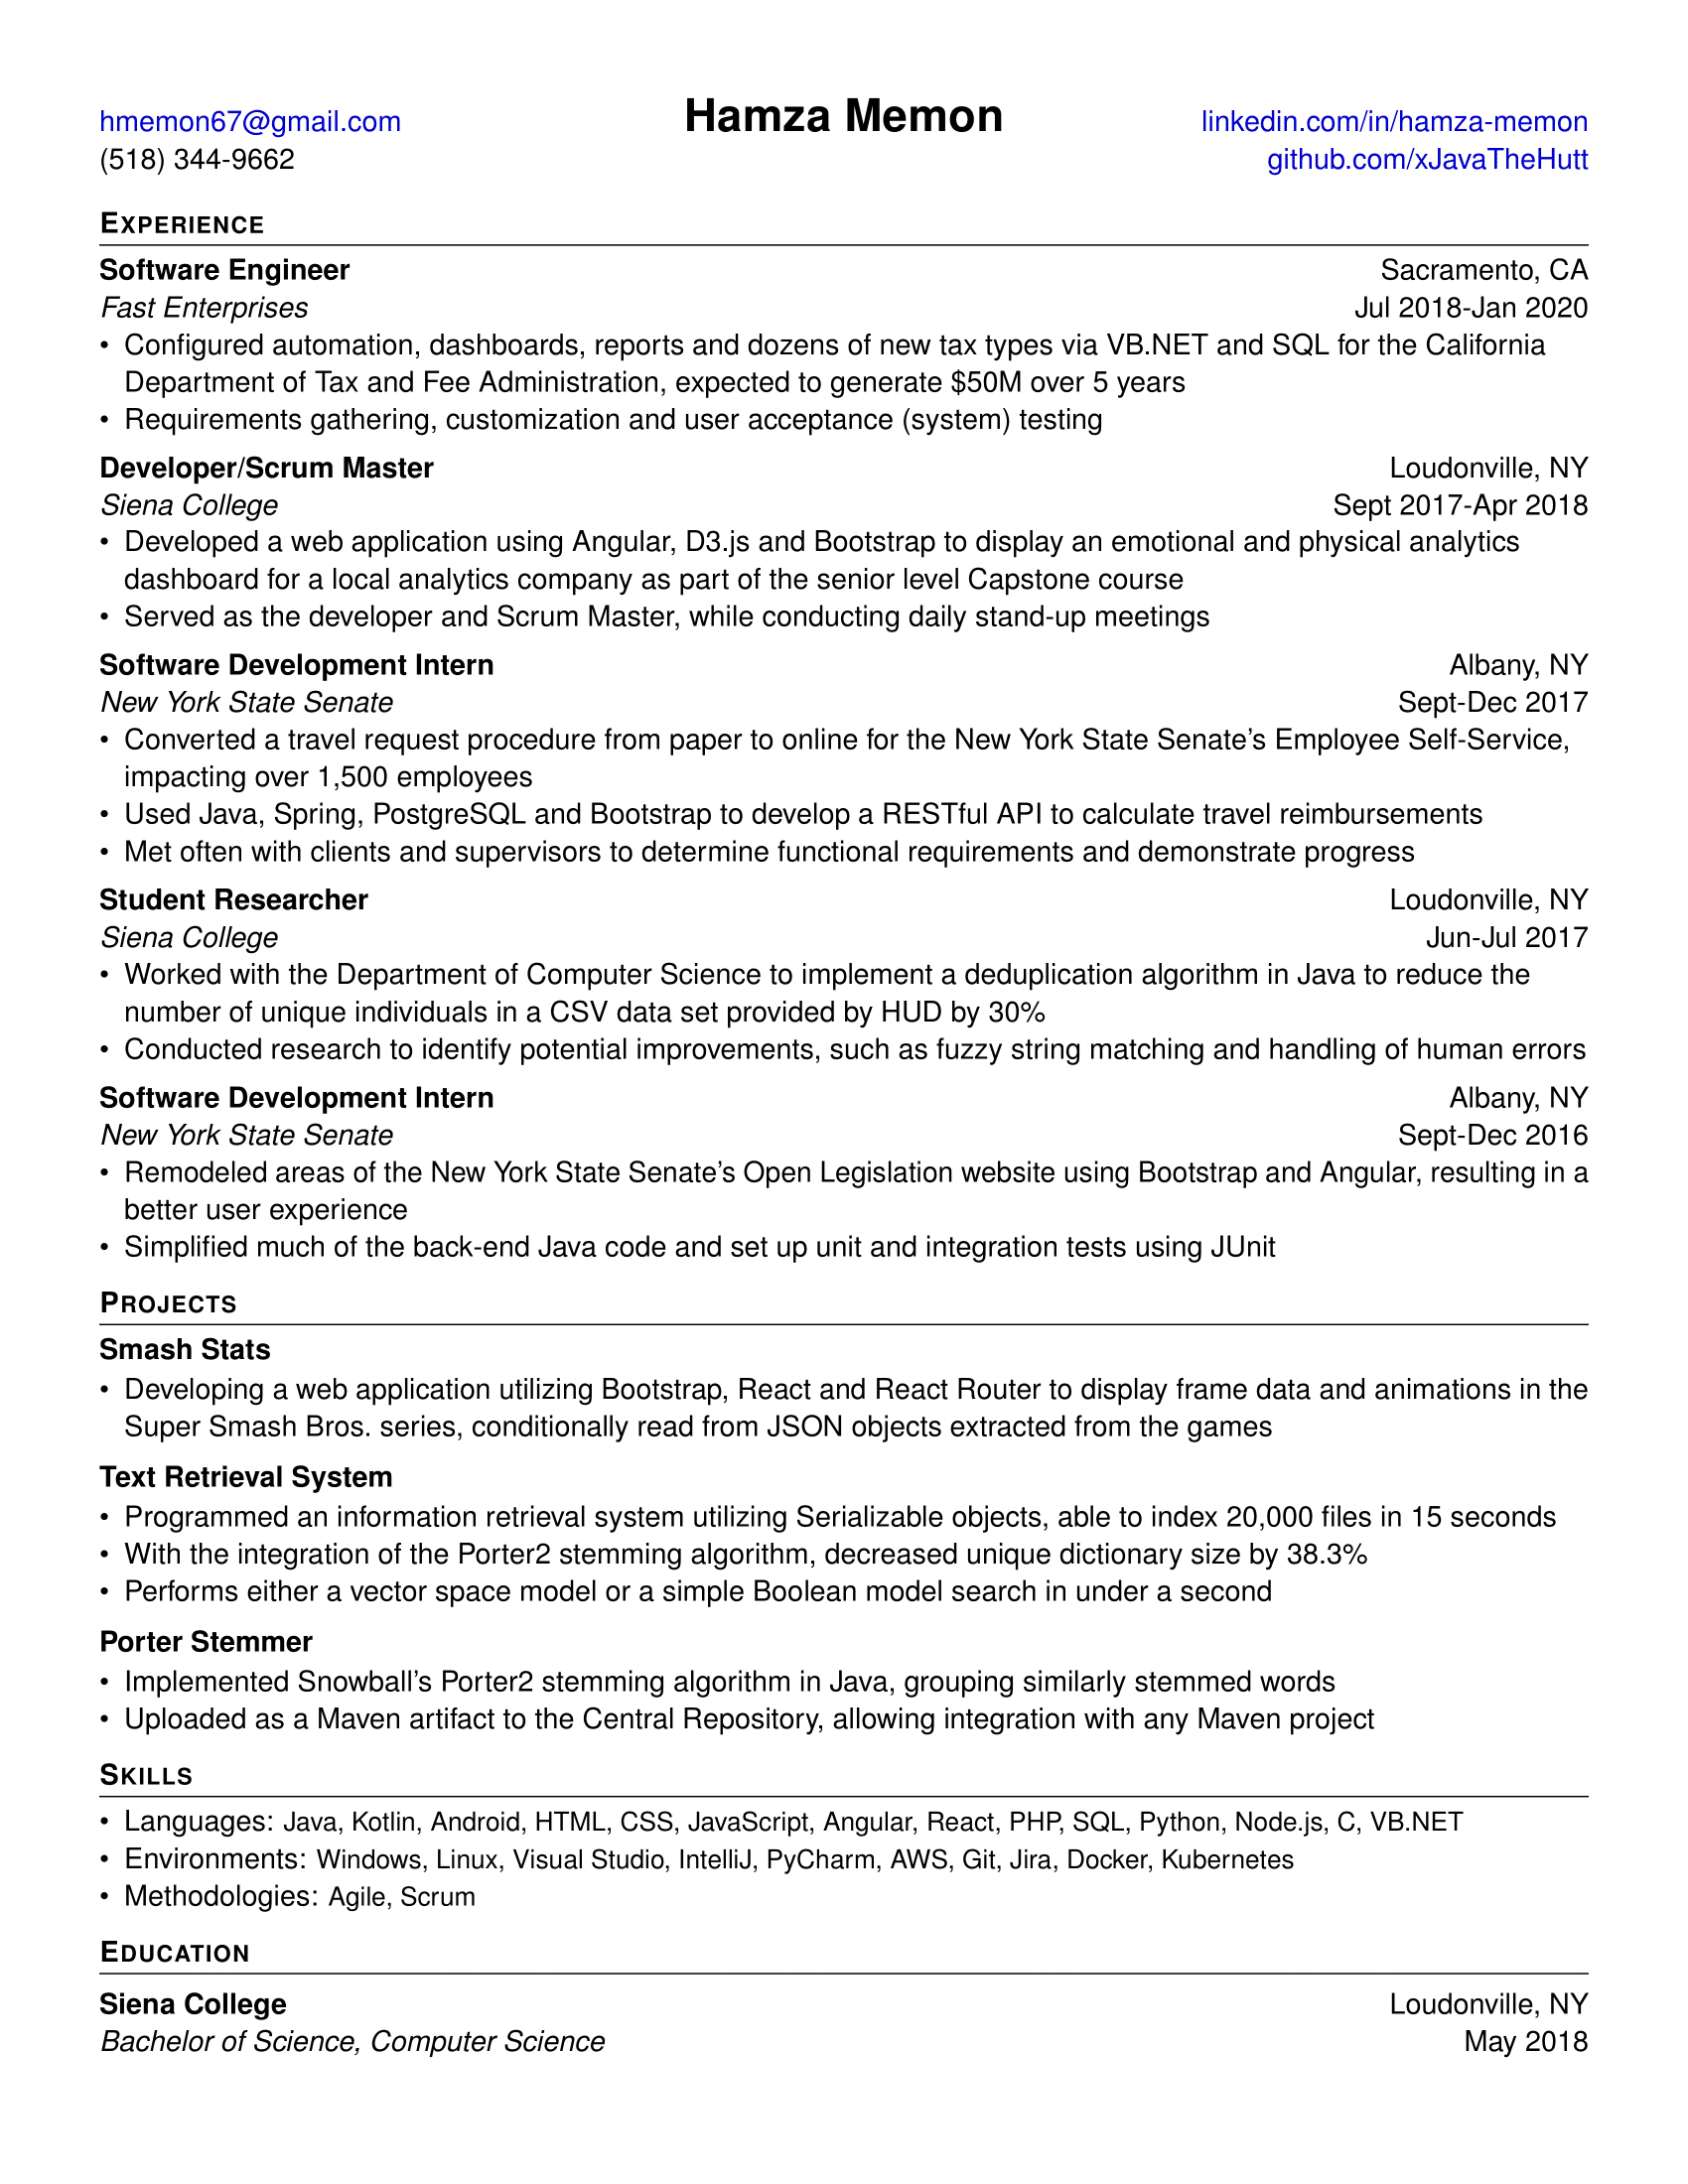 hmemon67@gmail.com Hamza Memon linkedin.com/in/hamza-memon
(518) 344-9662 github.com/xJavaTheHutt
EXPERIENCE
Software Engineer Sacramento, CA
Fast Enterprises Jul 2018-Jan 2020
• Configured automation, dashboards, reports and dozens of new tax types via VB.NET and SQL for the California
Department of Tax and Fee Administration, expected to generate $50M over 5 years
• Requirements gathering, customization and user acceptance (system) testing
Developer/Scrum Master Loudonville, NY
Siena College Sept 2017-Apr 2018
• Developed a web application using Angular, D3.js and Bootstrap to display an emotional and physical analytics
dashboard for a local analytics company as part of the senior level Capstone course
• Served as the developer and Scrum Master, while conducting daily stand-up meetings
Software Development Intern Albany, NY
New York State Senate Sept-Dec 2017
• Converted a travel request procedure from paper to online for the New York State Senate's Employee Self-Service,
impacting over 1,500 employees
• Used Java, Spring, PostgreSQL and Bootstrap to develop a RESTful API to calculate travel reimbursements
• Met often with clients and supervisors to determine functional requirements and demonstrate progress
Student Researcher Loudonville, NY
Siena College Jun-Jul 2017
• Worked with the Department of Computer Science to implement a deduplication algorithm in Java to reduce the
number of unique individuals in a CSV data set provided by HUD by 30%
• Conducted research to identify potential improvements, such as fuzzy string matching and handling of human errors
Software Development Intern Albany, NY
New York State Senate Sept-Dec 2016
• Remodeled areas of the New York State Senate's Open Legislation website using Bootstrap and Angular, resulting in a
better user experience
• Simplified much of the back-end Java code and set up unit and integration tests using JUnit
PROJECTS
Smash Stats
• Developing a web application utilizing Bootstrap, React and React Router to display frame data and animations in the
Super Smash Bros. series, conditionally read from JSON objects extracted from the games
Text Retrieval System
• Programmed an information retrieval system utilizing Serializable objects, able to index 20,000 files in 15 seconds
• With the integration of the Porter2 stemming algorithm, decreased unique dictionary size by 38.3%
• Performs either a vector space model or a simple Boolean model search in under a second
Porter Stemmer
• Implemented Snowball's Porter2 stemming algorithm in Java, grouping similarly stemmed words
• Uploaded as a Maven artifact to the Central Repository, allowing integration with any Maven project
SKILLS
• Languages: Java, Kotlin, Android, HTML, CSS, JavaScript, Angular, React, PHP, SQL, Python, Node.js, C, VB.NET
• Environments: Windows, Linux, Visual Studio, IntelliJ, PyCharm, AWS, Git, Jira, Docker, Kubernetes
• Methodologies: Agile, Scrum
EDUCATION
Siena College Loudonville, NY
Bachelor of Science, Computer Science May 2018